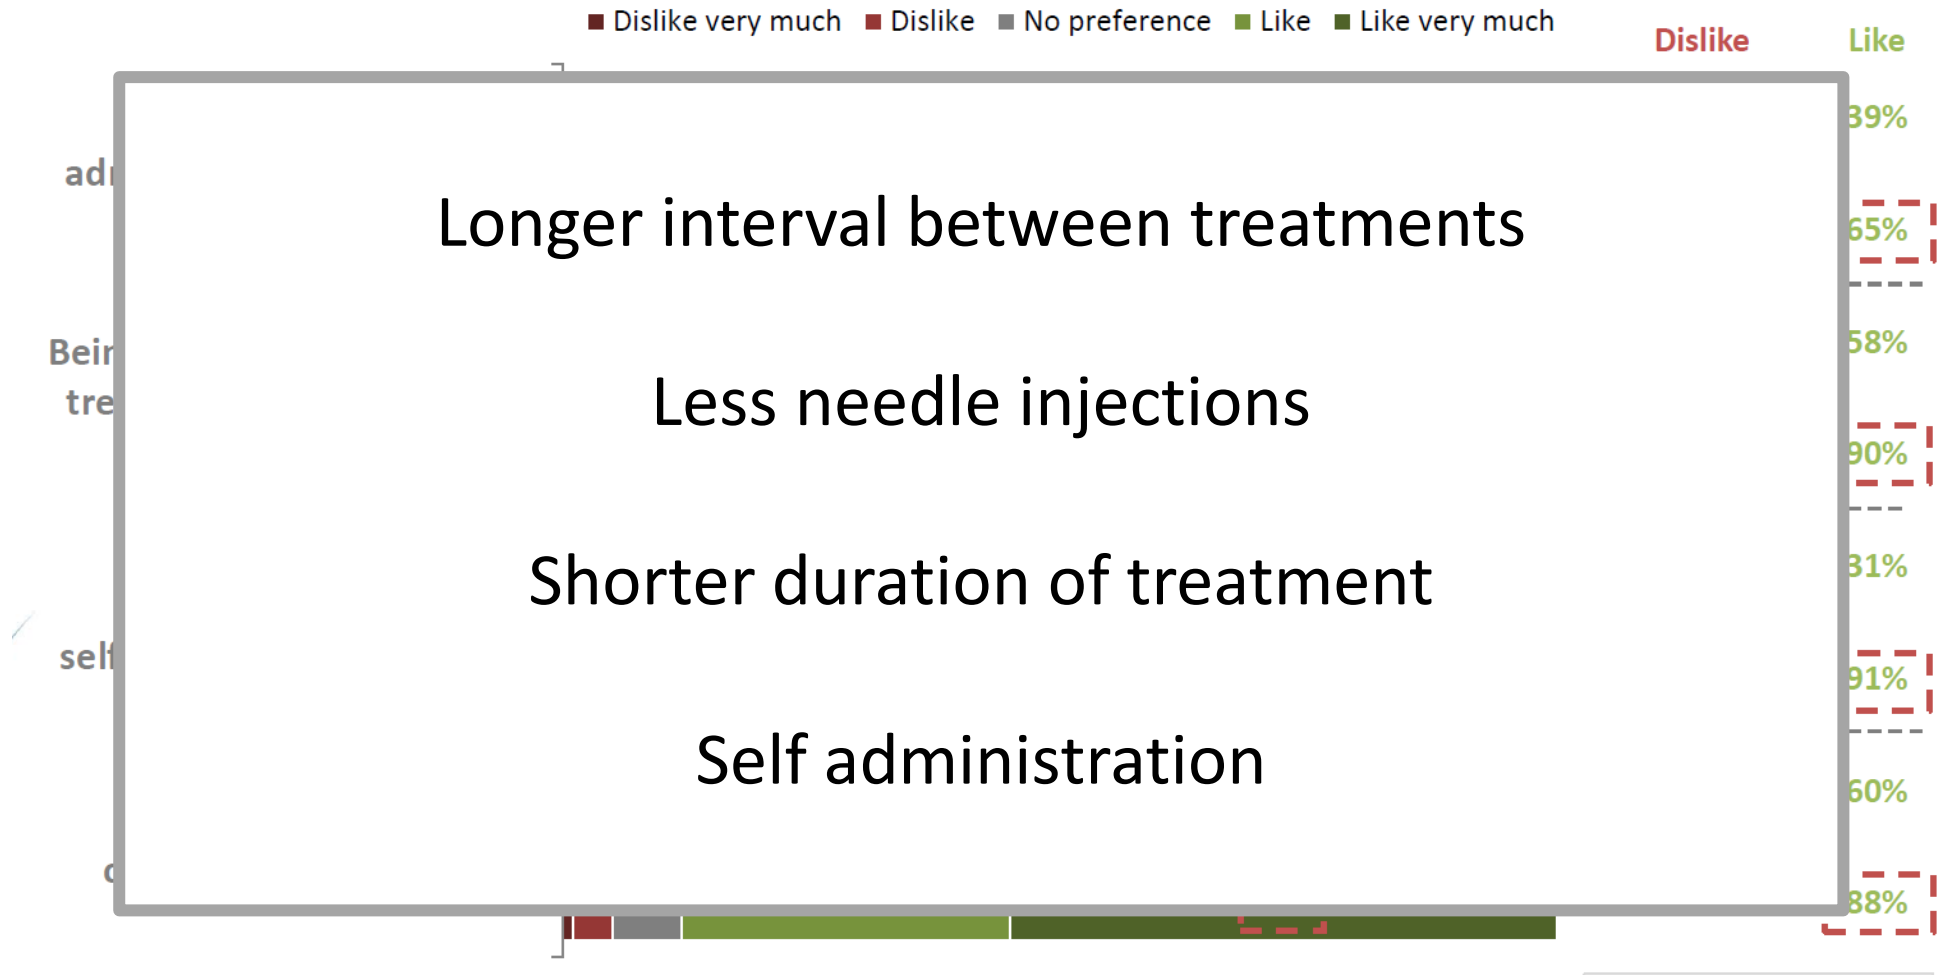 Dislike very much Dislike No preference Like Like very much
Dislike Like
39%
Longer interval between treatments
65%
58%
Less needle injections
90%
31%
Shorter duration of treatment
91%
Self administration
60%
88%